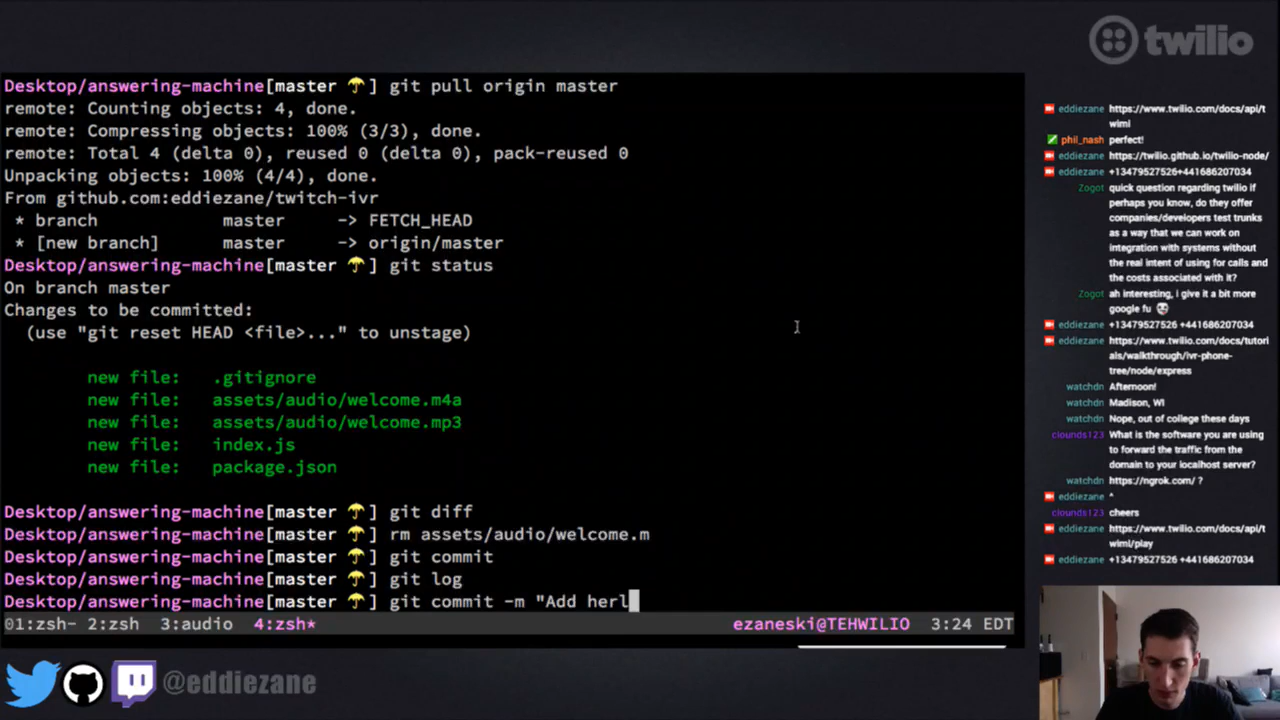 twilio
Desktop/answering-machine[master ☂] git pull origin master
remote: Counting objects: 4, done.
remote: Compressing objects: 100% (3/3), done.
remote: Total 4 (delta 0), reused 0 (delta 0), pack-reused 0
Unpacking objects: 100% (4/4), done.
From github.com:eddiezane/twitch-ivr
* branch master -> FETCH_HEAD
* [new branch] master -> origin/master
Desktop/answering-machine[master ☂] git status
On branch master
Changes to be committed:
(use "git reset HEAD <file>..." to unstage)
new file: .gitignore
new file: assets/audio/welcome.m4a
new file: assets/audio/welcome.mp3
new file: index.js
new file: package.json
Desktop/answering-machine[master ☂] git diff
Desktop/answering-machine[master ☂] rm assets/audio/welcome.m
Desktop/answering-machine[master ☂] git commit
Desktop/answering-machine[master ☂] git log
Desktop/answering-machine[master ☂] git commit -m "Add herl
01:zsh- 2:zsh 3:audio 4:zsh* ezaneski@TEHWILIO 3:24 EDT
eddiezane https://www.twilio.com/docs/api/t
wiml
phil_nash perfect!
eddiezane https://twilio.github.io/twilio-node/
eddiezane +13479527526+441686207034
Zogot quick question regarding twilio if
perhaps you know, do they offer
companies/developers test trunks
as a way that we can work on
integration with systems without
the real intent of using for calls and
the costs associated with it?
Zogot ah interesting, i give it a bit more
google fu
eddiezane +13479527526 +441686207034
eddiezane https://www.twilio.com/docs/tutori
als/walkthrough/ivr-phone-
tree/node/express
watchdn Afternoon!
watchdn Madison, WI
watchdn Nope, out of college these days
clounds123 What is the software you are using
to forward the traffic from the
domain to your localhost server?
watchdn https://ngrok.com/ ?
eddiezane ^
clounds123 cheers
eddiezane https://www.twilio.com/docs/api/t
wiml/play
eddiezane +13479527526 +441686207034
@eddiezane